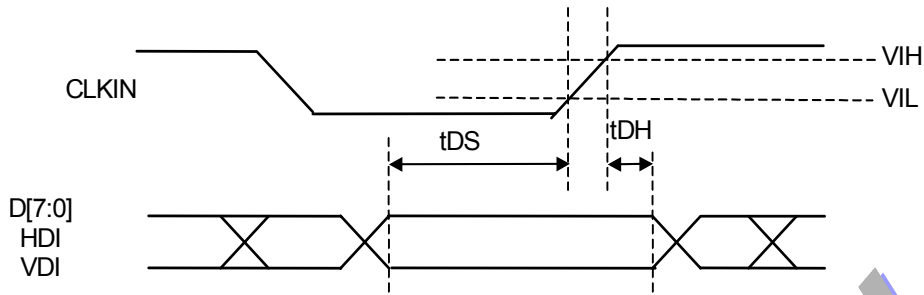 VIH
CLKIN
VIL
tDS
tDH
D[7:0]
HDI
VDI